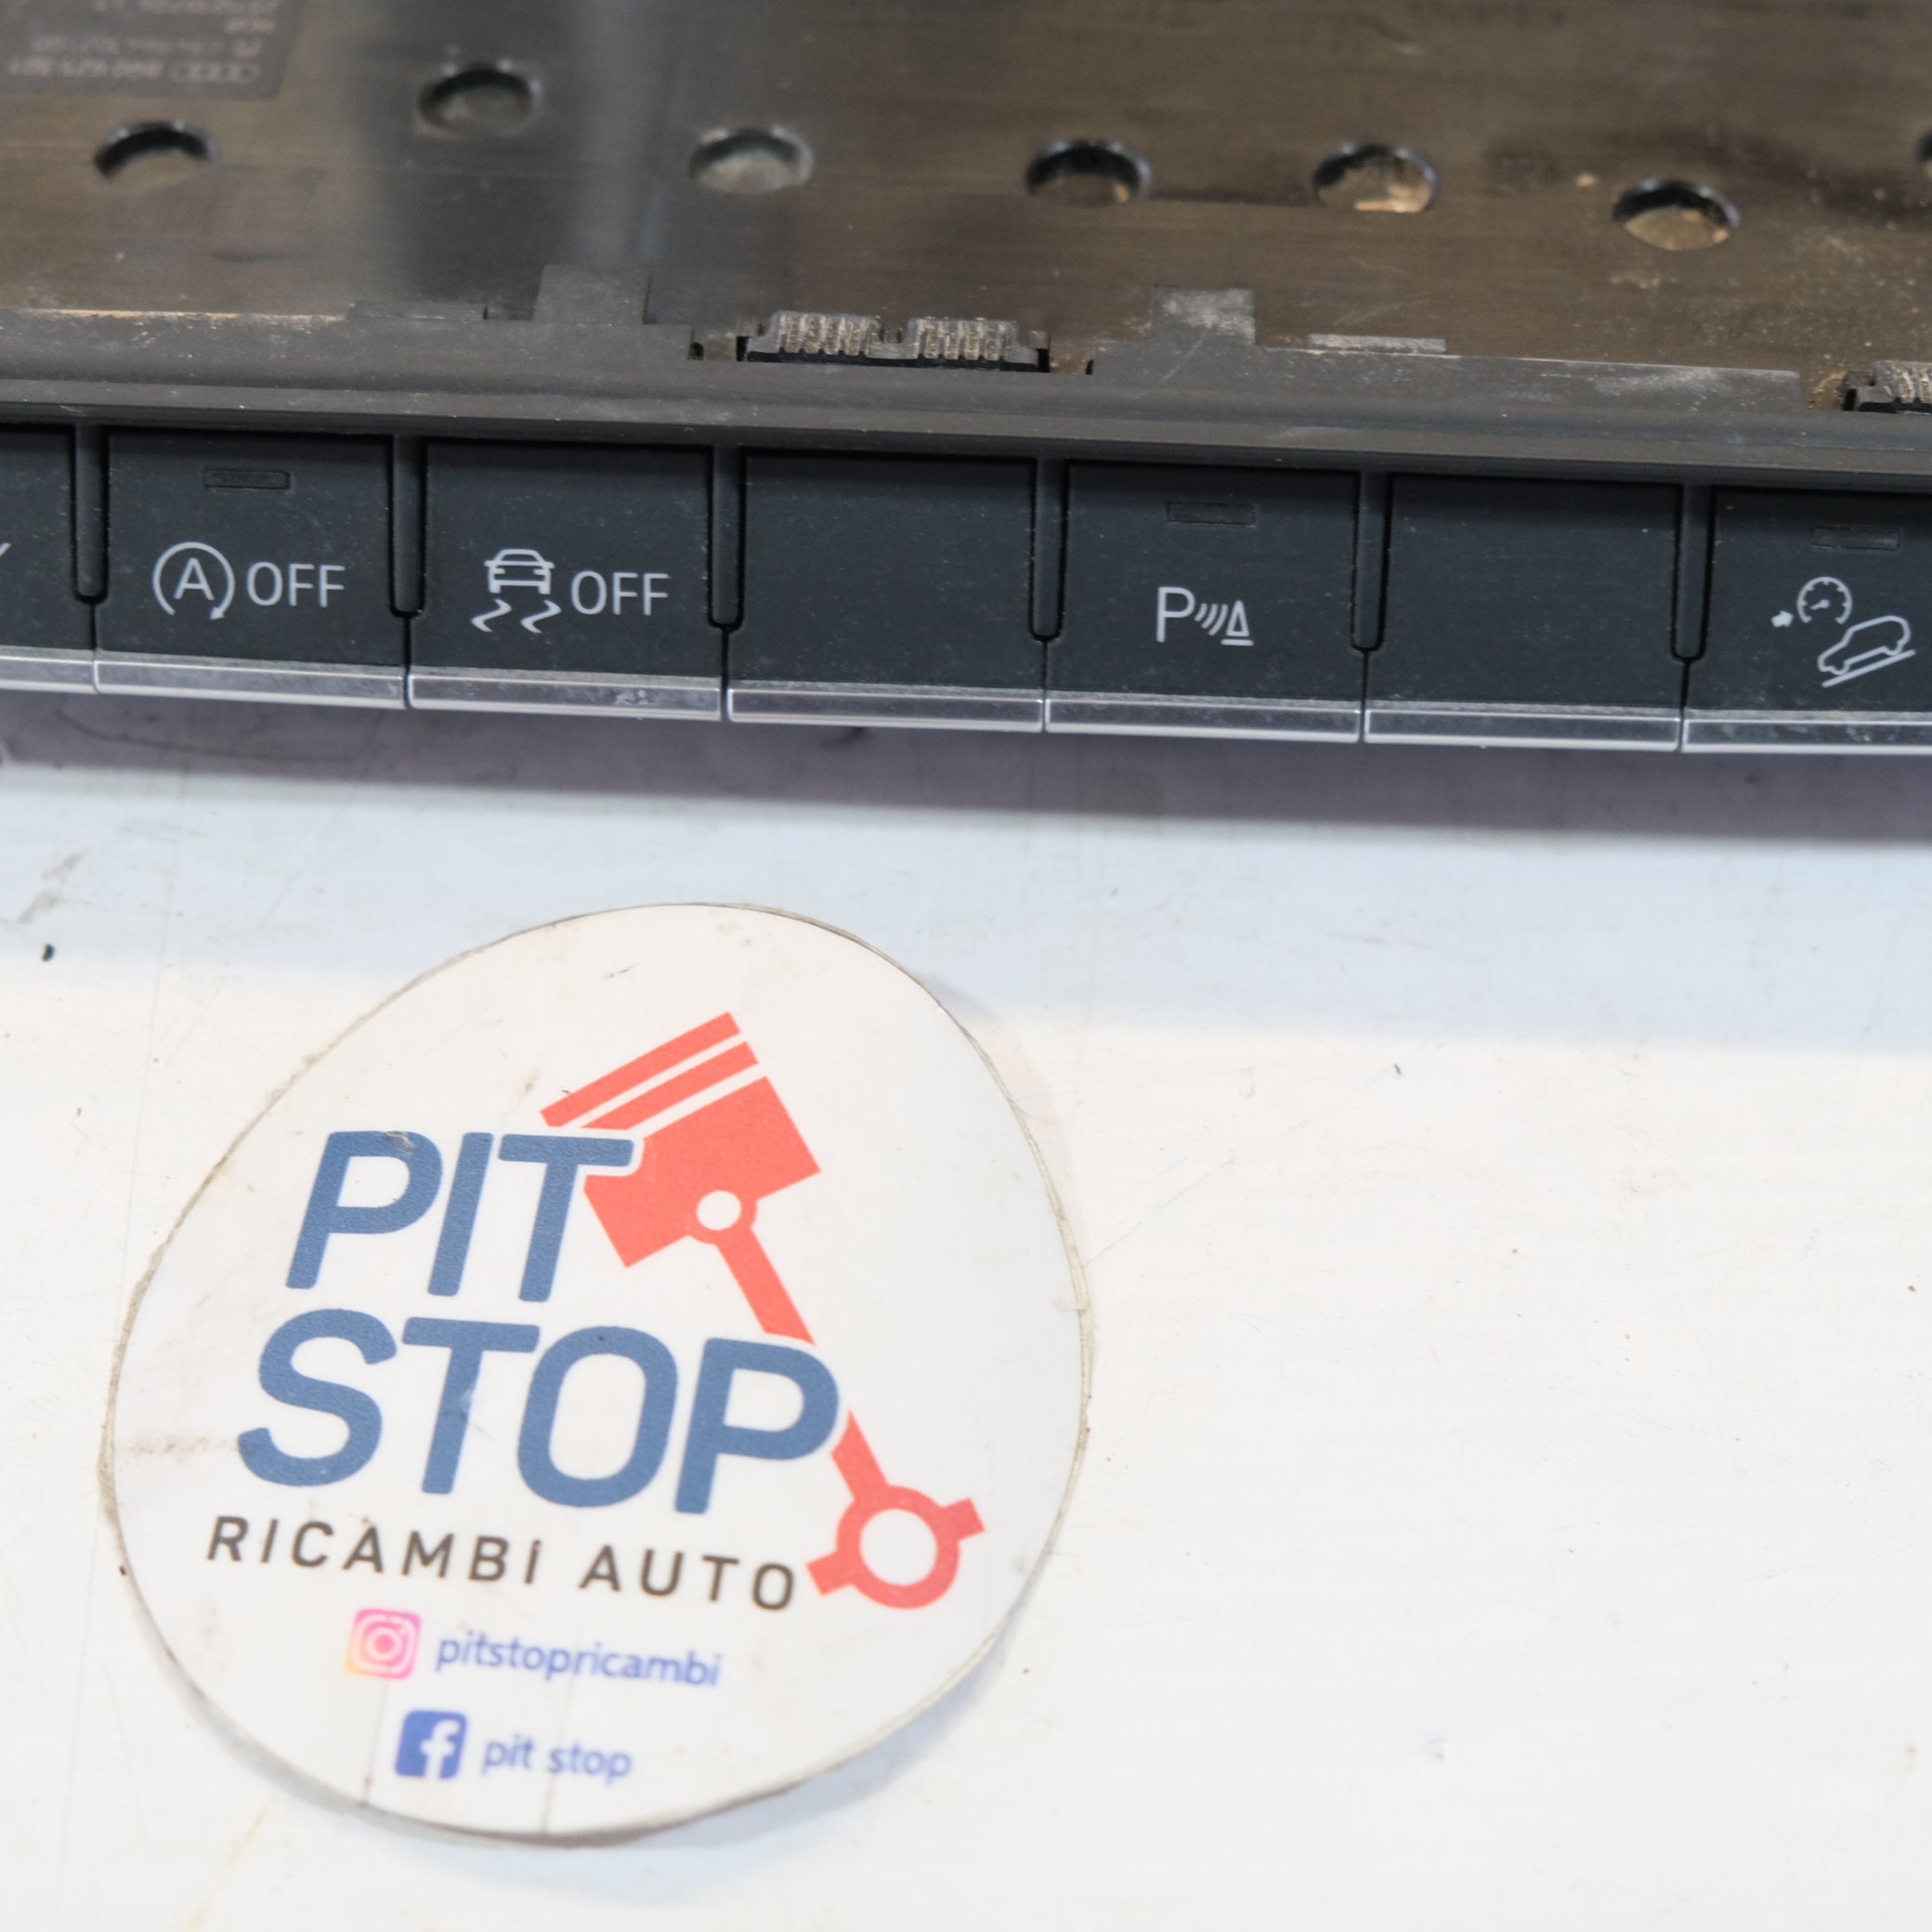 A OFF
OFF
P
PIT
STOP
RICAMBI AUTO
pitstopricambi
f pit stop